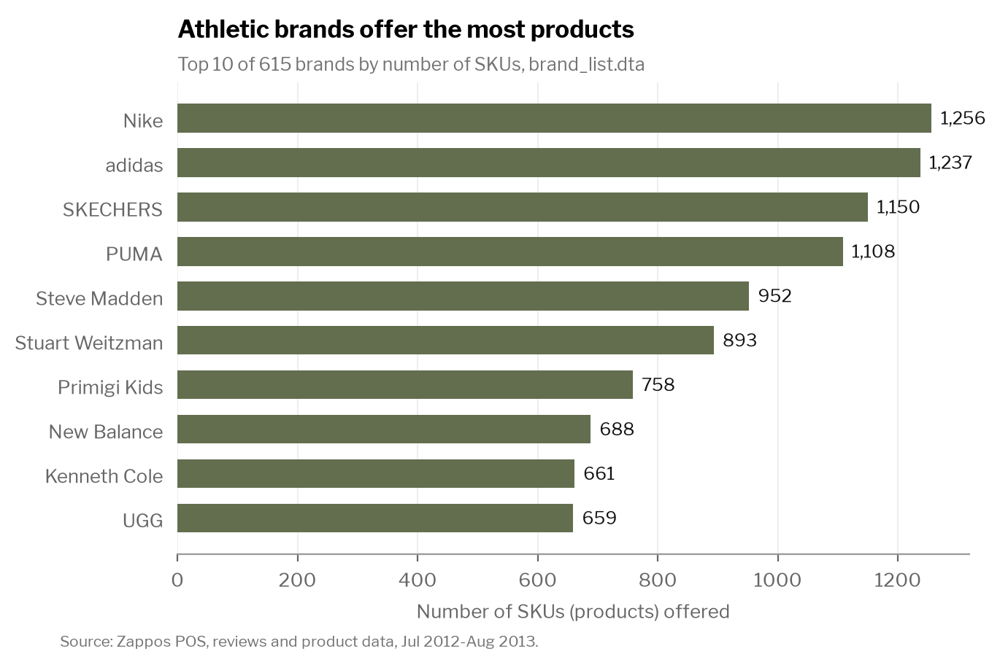 Athletic brands offer the most products
Top 10 of 615 brands by number of SKUs, brand_list.dta
Nike 1,256
adidas 1,237
SKECHERS 1,150
PUMA 1,108
Steve Madden 952
Stuart Weitzman 893
Primigi Kids 758
New Balance 688
Kenneth Cole 661
UGG 659
0 200 400 600 800 1000 1200
Number of SKUs (products) offered
Source: Zappos POS, reviews and product data, Jul 2012-Aug 2013.